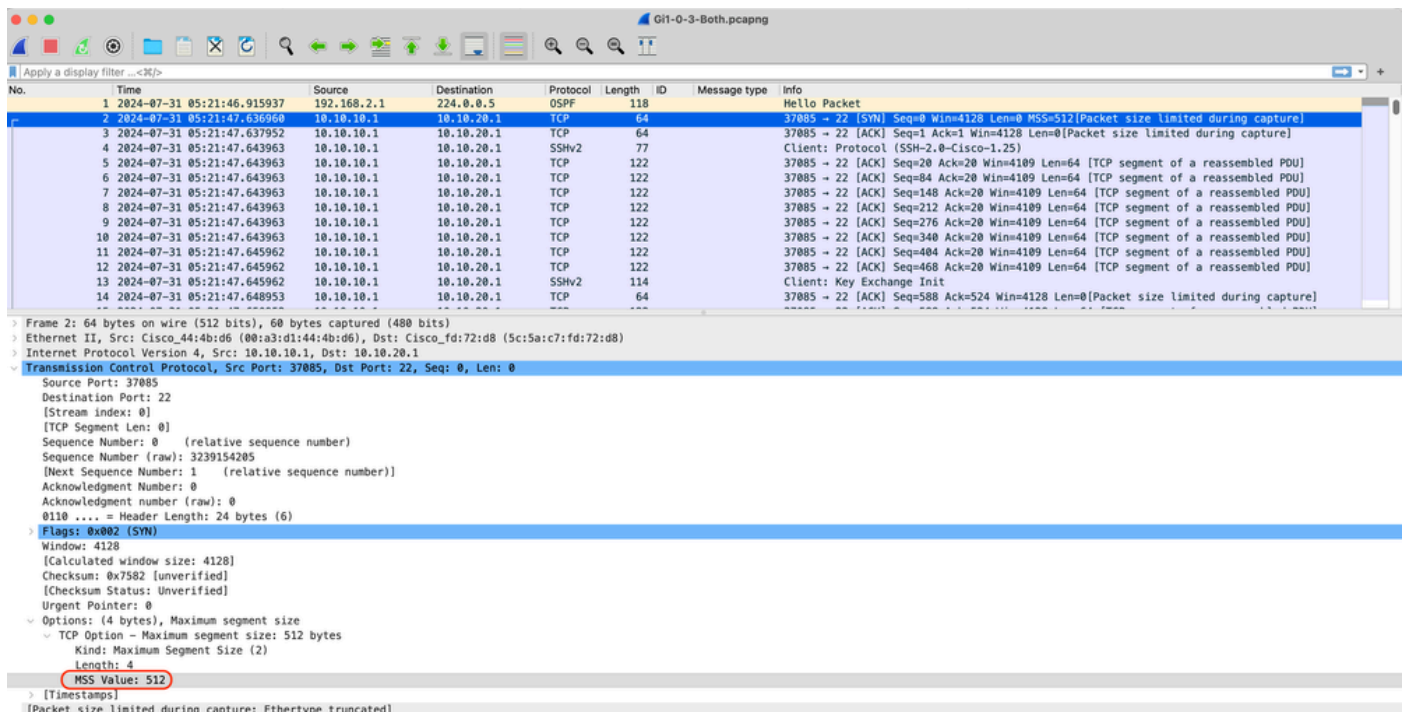 Gi1-0-3-Both.pcapng
Apply a display filter ...<⌘/>
No. Time Source Destination Protocol Length ID Message type Info
1 2024-07-31 05:21:46.915937 192.168.2.1 224.0.0.5 OSPF 118 Hello Packet
2 2024-07-31 05:21:47.636960 10.10.10.1 10.10.20.1 TCP 64 37085 → 22 [SYN] Seq=0 Win=4128 Len=0 MSS=512[Packet size limited during capture]
3 2024-07-31 05:21:47.637952 10.10.10.1 10.10.20.1 TCP 64 37085 → 22 [ACK] Seq=1 Ack=1 Win=4128 Len=0[Packet size limited during capture]
4 2024-07-31 05:21:47.643963 10.10.10.1 10.10.20.1 SSHv2 77 Client: Protocol (SSH-2.0-Cisco-1.25)
5 2024-07-31 05:21:47.643963 10.10.10.1 10.10.20.1 TCP 122 37085 → 22 [ACK] Seq=20 Ack=20 Win=4109 Len=64 [TCP segment of a reassembled PDU]
6 2024-07-31 05:21:47.643963 10.10.10.1 10.10.20.1 TCP 122 37085 → 22 [ACK] Seq=84 Ack=20 Win=4109 Len=64 [TCP segment of a reassembled PDU]
7 2024-07-31 05:21:47.643963 10.10.10.1 10.10.20.1 TCP 122 37085 → 22 [ACK] Seq=148 Ack=20 Win=4109 Len=64 [TCP segment of a reassembled PDU]
8 2024-07-31 05:21:47.643963 10.10.10.1 10.10.20.1 TCP 122 37085 → 22 [ACK] Seq=212 Ack=20 Win=4109 Len=64 [TCP segment of a reassembled PDU]
9 2024-07-31 05:21:47.643963 10.10.10.1 10.10.20.1 TCP 122 37085 → 22 [ACK] Seq=276 Ack=20 Win=4109 Len=64 [TCP segment of a reassembled PDU]
10 2024-07-31 05:21:47.643963 10.10.10.1 10.10.20.1 TCP 122 37085 → 22 [ACK] Seq=340 Ack=20 Win=4109 Len=64 [TCP segment of a reassembled PDU]
11 2024-07-31 05:21:47.645962 10.10.10.1 10.10.20.1 TCP 122 37085 → 22 [ACK] Seq=404 Ack=20 Win=4109 Len=64 [TCP segment of a reassembled PDU]
12 2024-07-31 05:21:47.645962 10.10.10.1 10.10.20.1 TCP 122 37085 → 22 [ACK] Seq=468 Ack=20 Win=4109 Len=64 [TCP segment of a reassembled PDU]
13 2024-07-31 05:21:47.645962 10.10.10.1 10.10.20.1 SSHv2 114 Client: Key Exchange Init
14 2024-07-31 05:21:47.648953 10.10.10.1 10.10.20.1 TCP 64 37085 → 22 [ACK] Seq=588 Ack=524 Win=4128 Len=0[Packet size limited during capture]
Frame 2: 64 bytes on wire (512 bits), 60 bytes captured (480 bits)
Ethernet II, Src: Cisco_44:4b:d6 (00:a3:d1:44:4b:d6), Dst: Cisco_fd:72:d8 (5c:5a:c7:fd:72:d8)
Internet Protocol Version 4, Src: 10.10.10.1, Dst: 10.10.20.1
Transmission Control Protocol, Src Port: 37085, Dst Port: 22, Seq: 0, Len: 0
Source Port: 37085
Destination Port: 22
[Stream index: 0]
[TCP Segment Len: 0]
Sequence Number: 0 (relative sequence number)
Sequence Number (raw): 3239154205
[Next Sequence Number: 1 (relative sequence number)]
Acknowledgment Number: 0
Acknowledgment number (raw): 0
0110 .... = Header Length: 24 bytes (6)
Flags: 0x002 (SYN)
Window: 4128
[Calculated window size: 4128]
Checksum: 0x7582 [unverified]
[Checksum Status: Unverified]
Urgent Pointer: 0
Options: (4 bytes), Maximum segment size
TCP Option - Maximum segment size: 512 bytes
Kind: Maximum Segment Size (2)
Length: 4
MSS Value: 512
[Timestamps]
[Packet size limited during capture: Ethertype truncated]